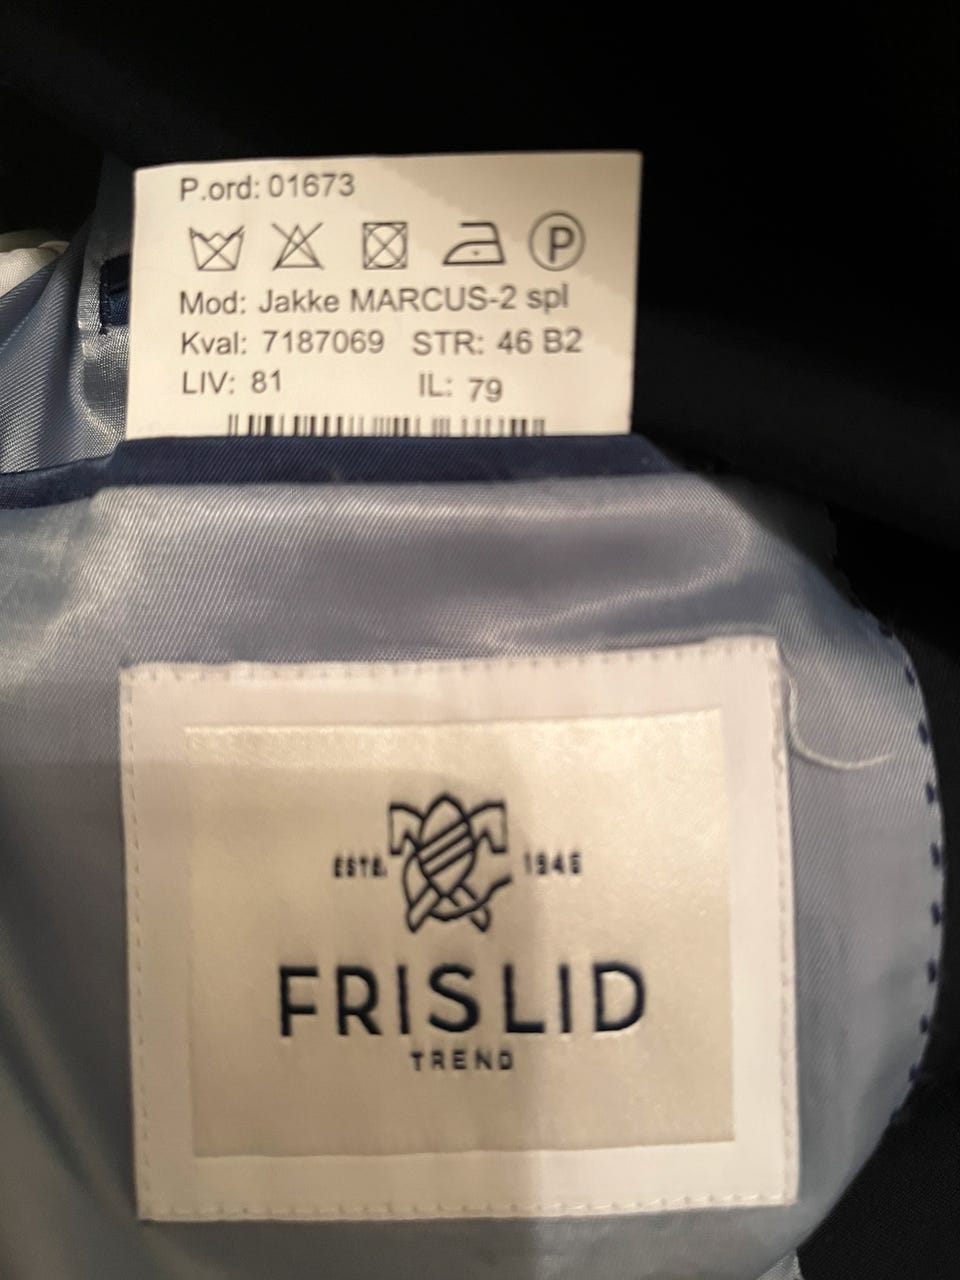 P.ord: 01673
P
Mod: Jakke MARCUS-2 spl
Kval: 7187069 STR: 46 B2
LIV: 81 IL: 79
ESTD. 1946
FRISLID
TREND